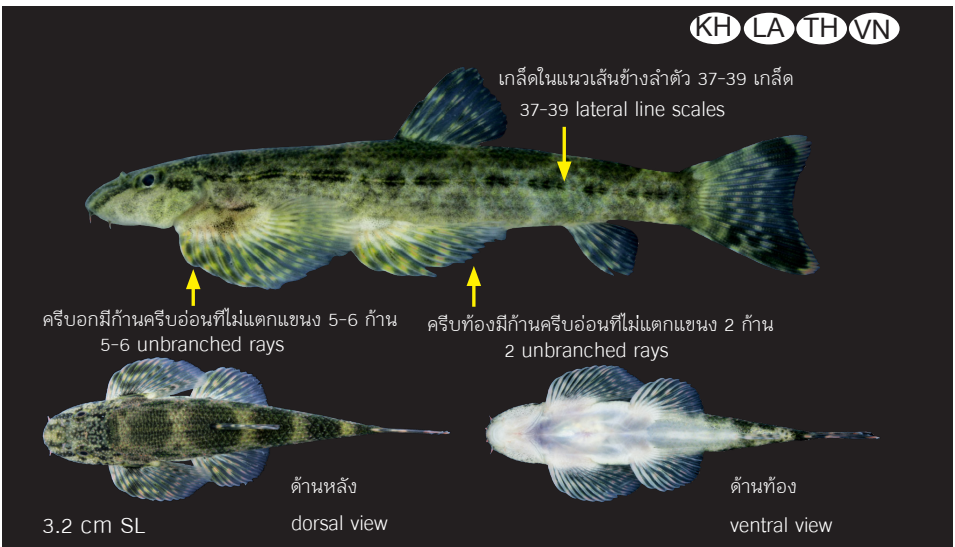 KH LA TH VN
เกล็ดในแนวเส้นข้างลำตัว 37-39 เกล็ด
37-39 lateral line scales
ครีบอกมีก้านครีบอ่อนที่ไม่แตกแขนง 5-6 ก้าน
5-6 unbranched rays
ครีบท้องมีก้านครีบอ่อนที่ไม่แตกแขนง 2 ก้าน
2 unbranched rays
ด้านหลัง
dorsal view
3.2 cm SL
ด้านท้อง
ventral view